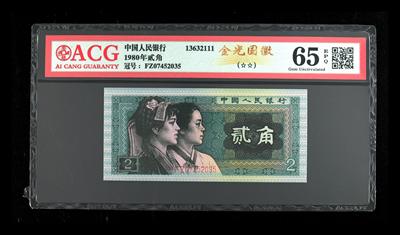 ACG
AI CANG GUARANTY
中国人民银行 13632111
1980年贰角
冠号：FZ07452035
金光国徽
(☆☆)
65 EPQ
Gem Uncirculated
中国人民银行
贰角
2 2